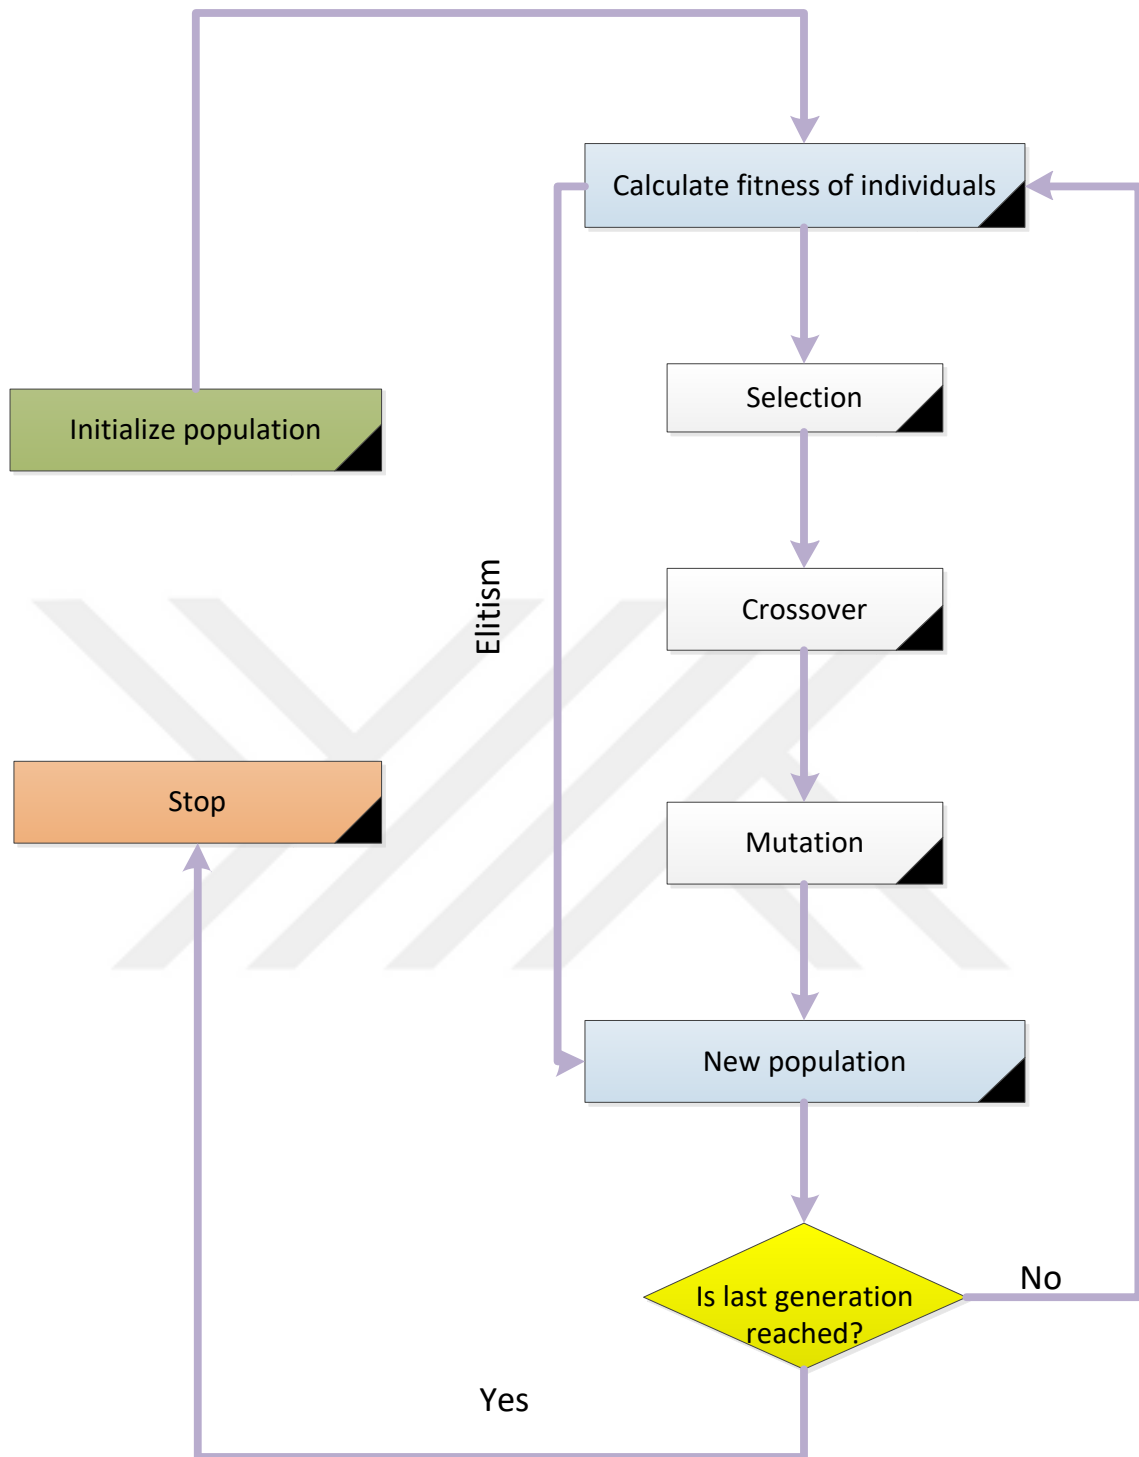 Calculate fitness of individuals
Selection
Initialize population
Elitism
Crossover
Stop
Mutation
New population
Is last generation
reached?
No
Yes